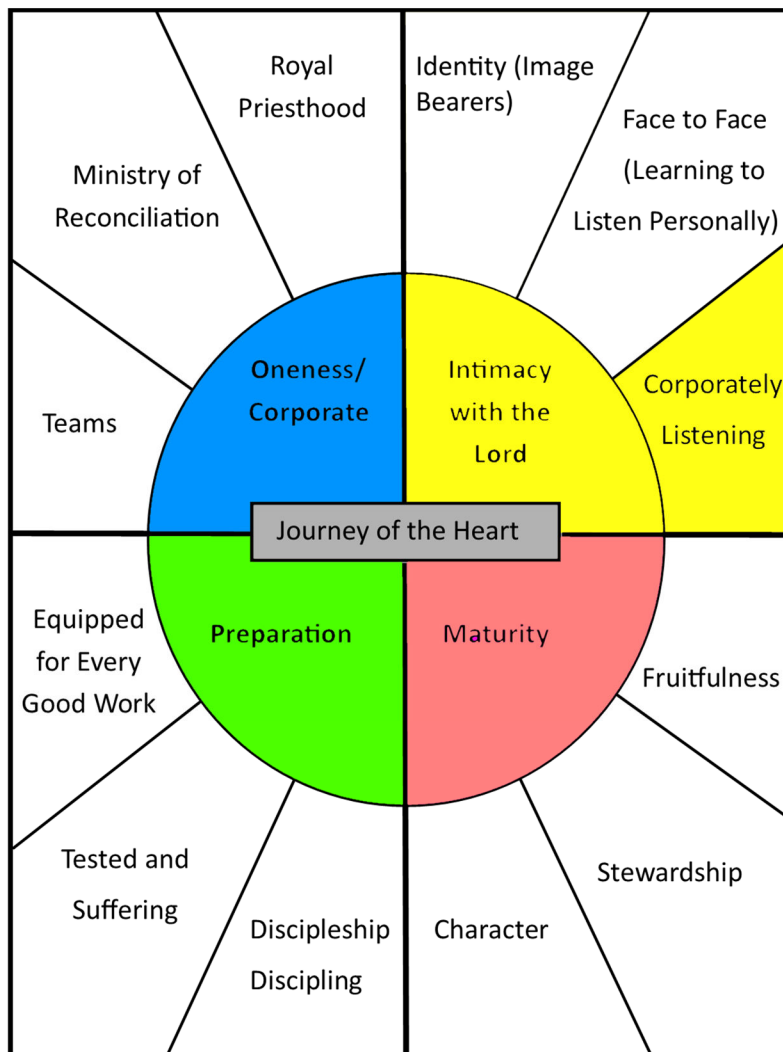 Royal
Priesthood
Identity (Image
Bearers)
Face to Face
(Learning to
Listen Personally)
Ministry of
Reconciliation
Teams
Oneness/
Corporate
Intimacy
with the
Lord
Corporately
Listening
Journey of the Heart
Equipped
for Every
Good Work
Preparation
Maturity
Fruitfulness
Tested and
Suffering
Discipleship
Discipling
Character
Stewardship